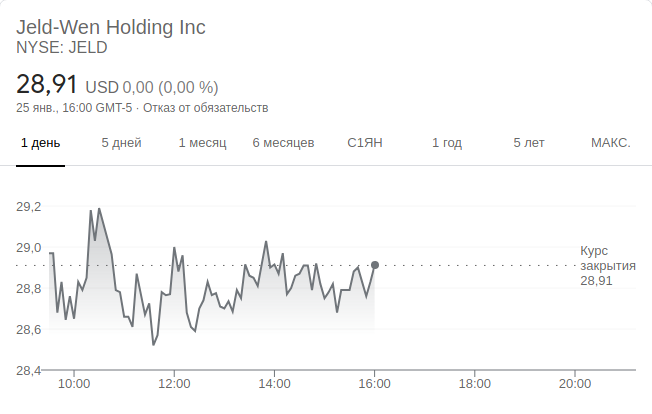 Jeld-Wen Holding Inc
NYSE: JELD
28,91 USD 0,00 (0,00 %)
25 янв., 16:00 GMT-5 · Отказ от обязательств
1 день 5 дней 1 месяц 6 месяцев С1ЯН 1 год 5 лет МАКС.
29,2
29,0
Курс
закрытия
28,91
28,8
28,6
28,4
10:00 12:00 14:00 16:00 18:00 20:00